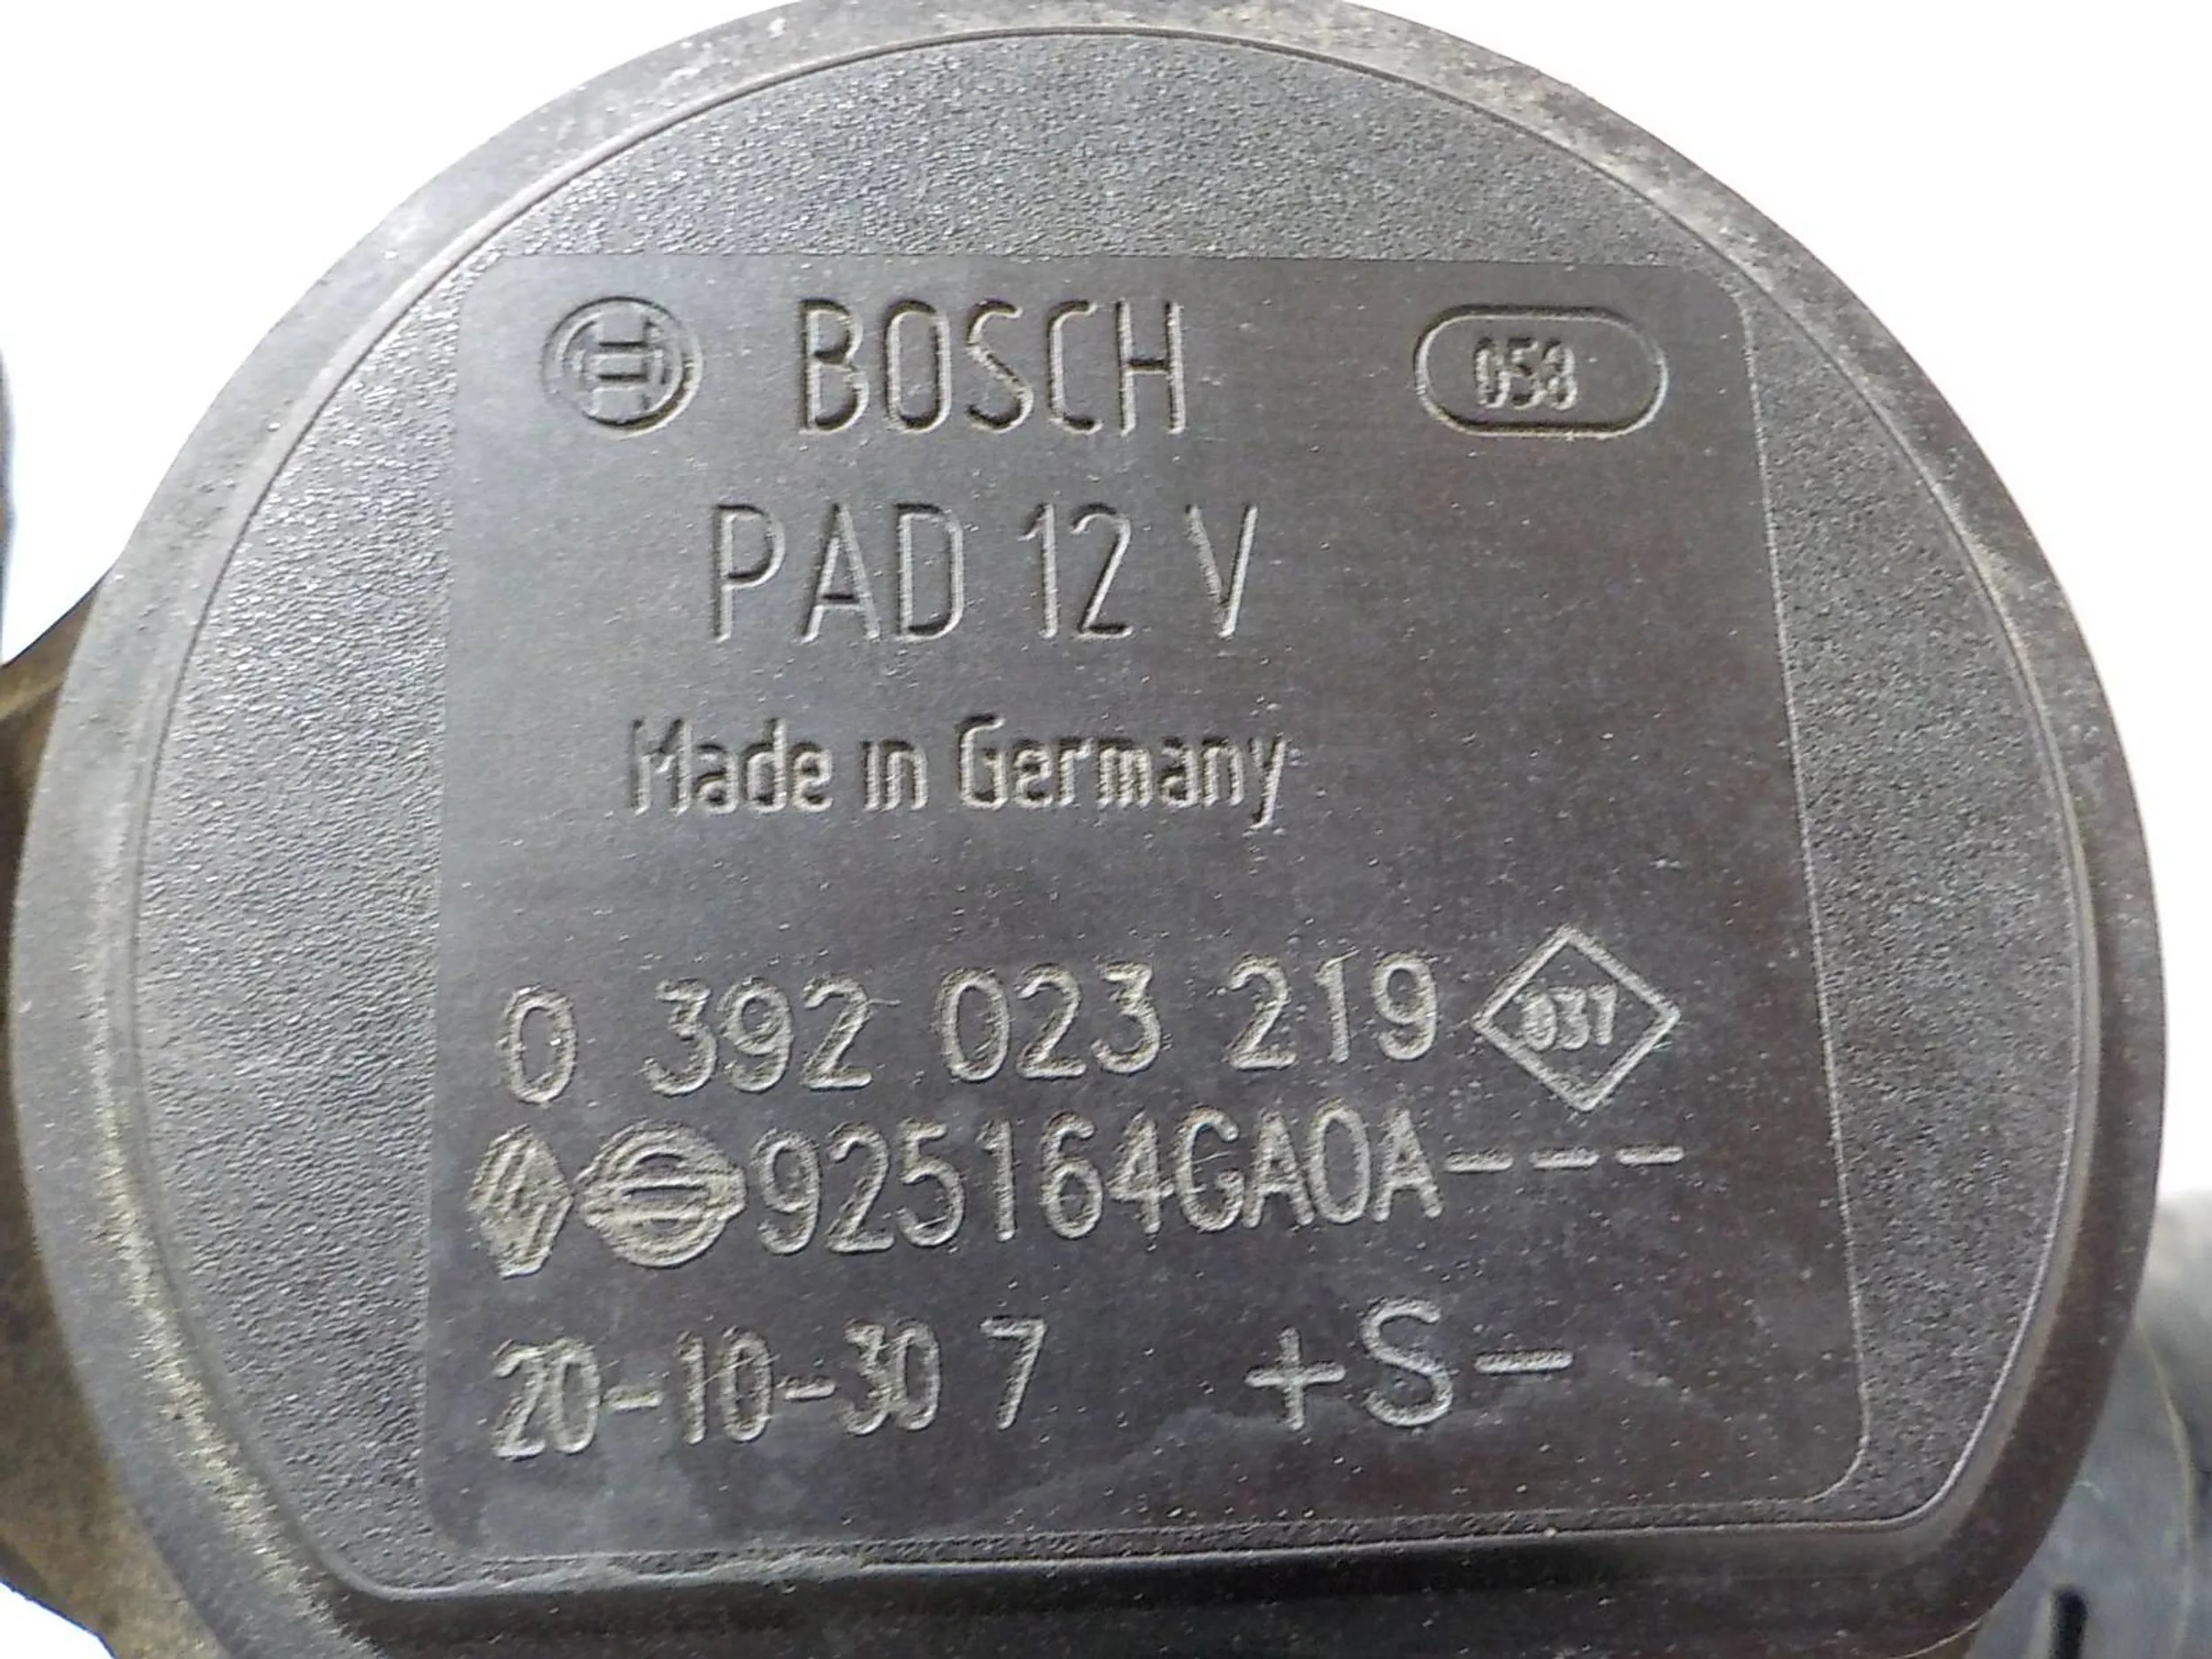 BOSCH 058
PAD 12 V
Made in Germany
0 392 023 219 037
925164GA0A---
20-10-30 7 +S-